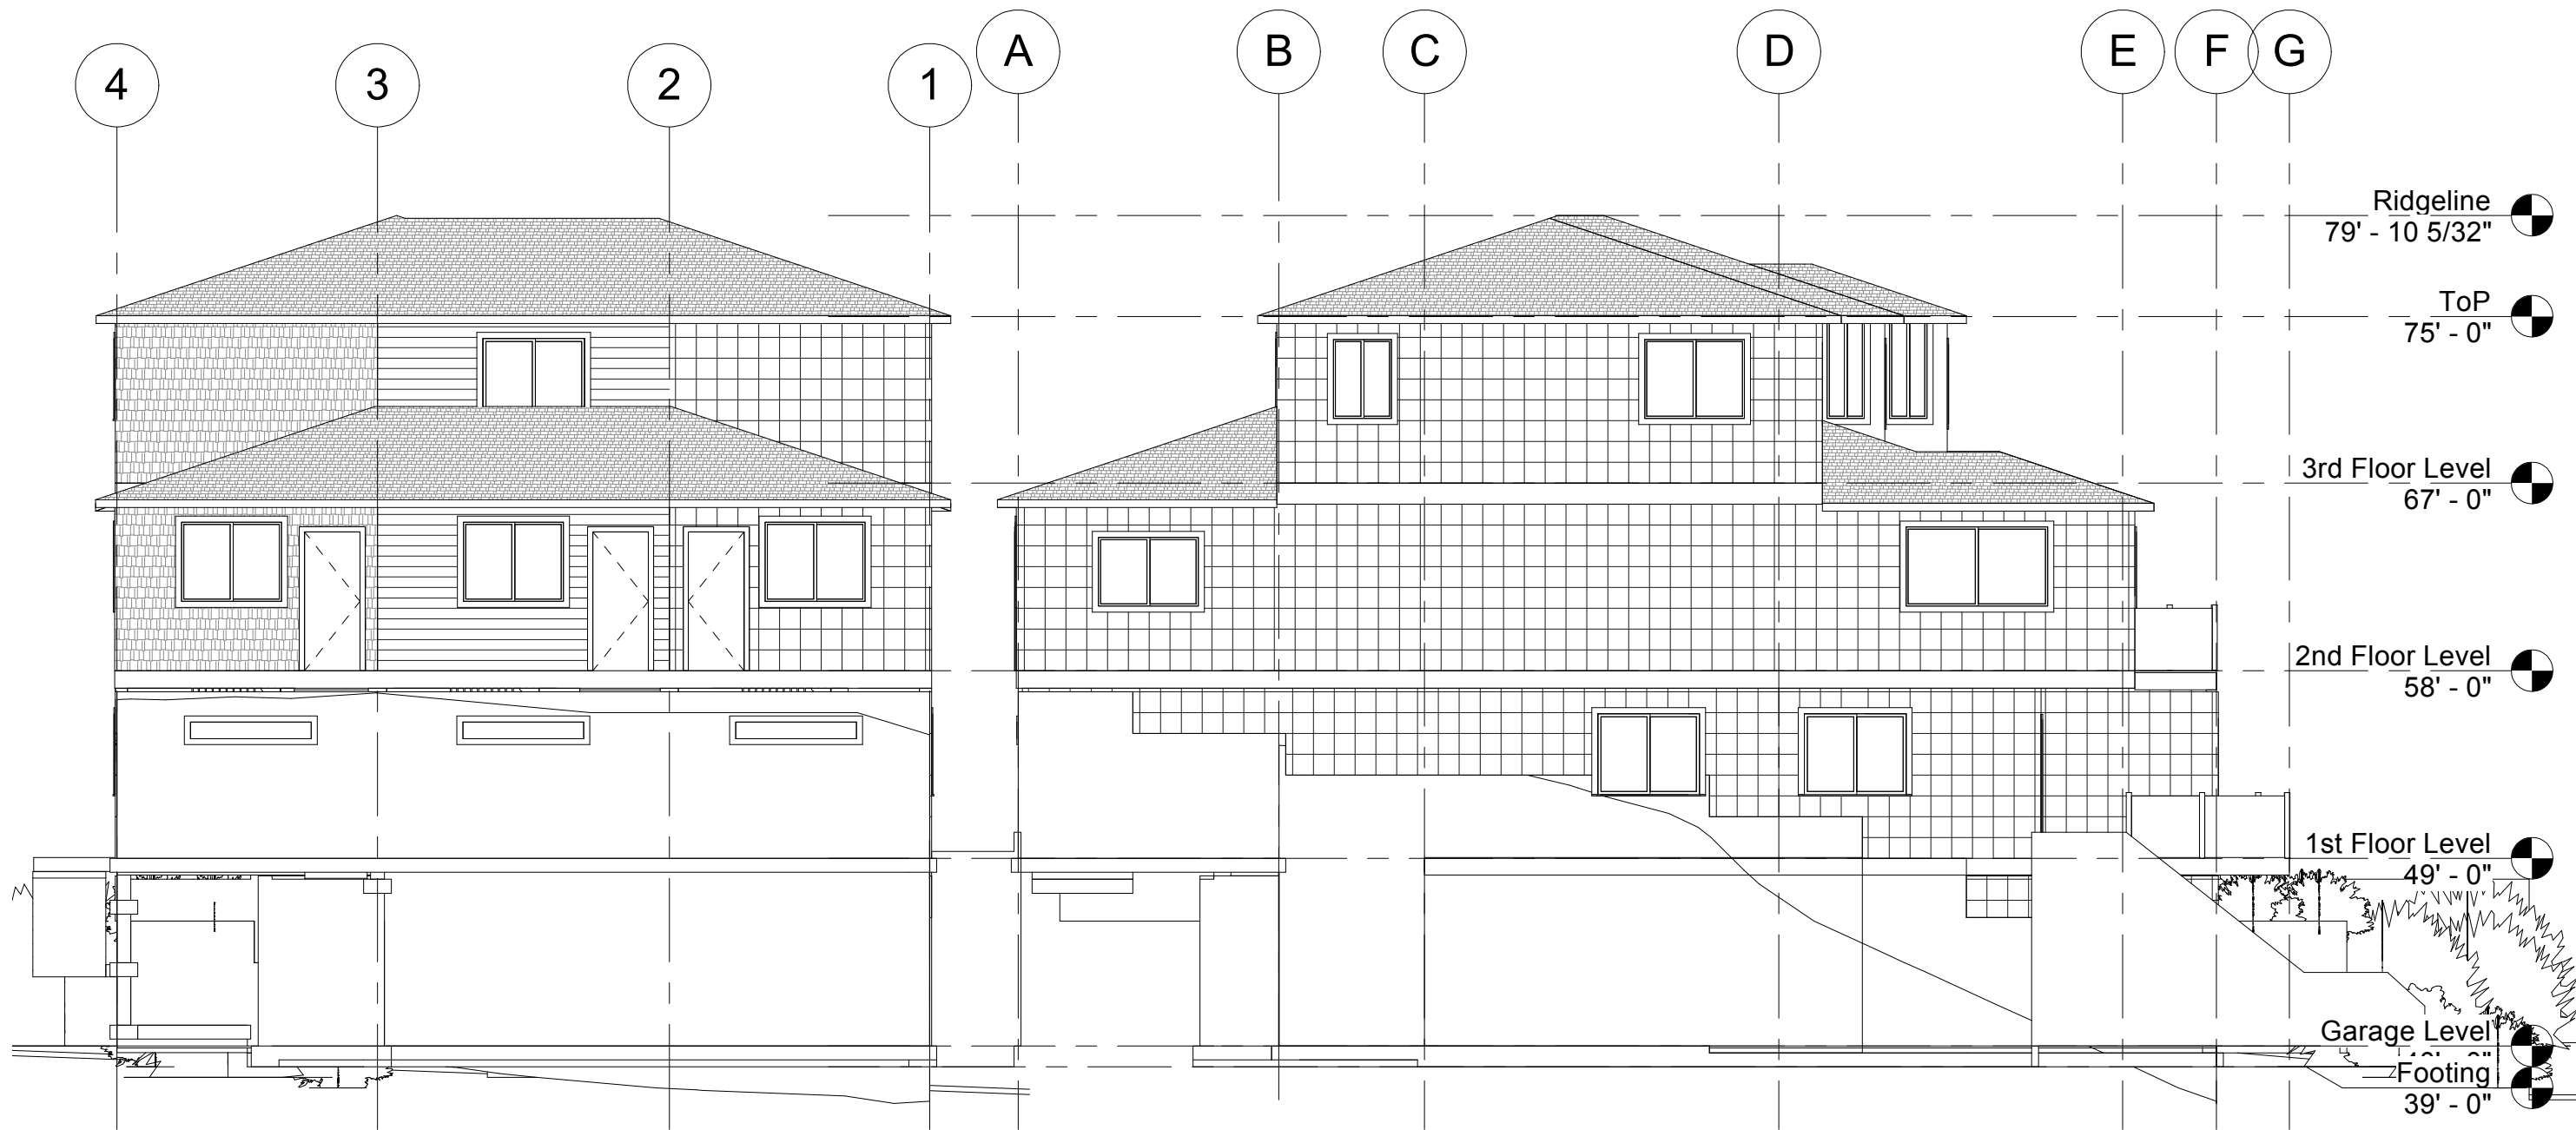 4
3
2
1
A
B
C
D
E
F
G
Ridgeline
79' - 10 5/32"
ToP
75' - 0"
3rd Floor Level
67' - 0"
2nd Floor Level
58' - 0"
1st Floor Level
49' - 0"
Garage Level
Footing
39' - 0"